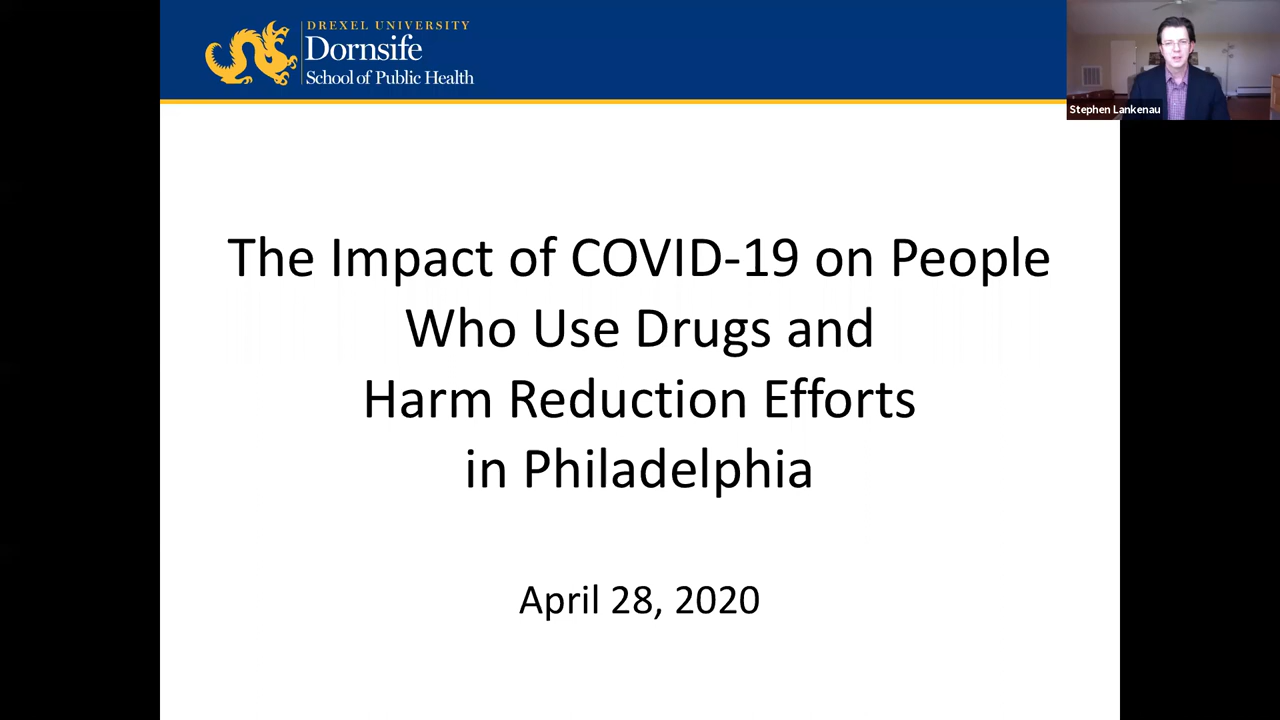 DREXEL UNIVERSITY
Dornsife
School of Public Health
Stephen Lankenau
The Impact of COVID-19 on People
Who Use Drugs and
Harm Reduction Efforts
in Philadelphia
April 28, 2020